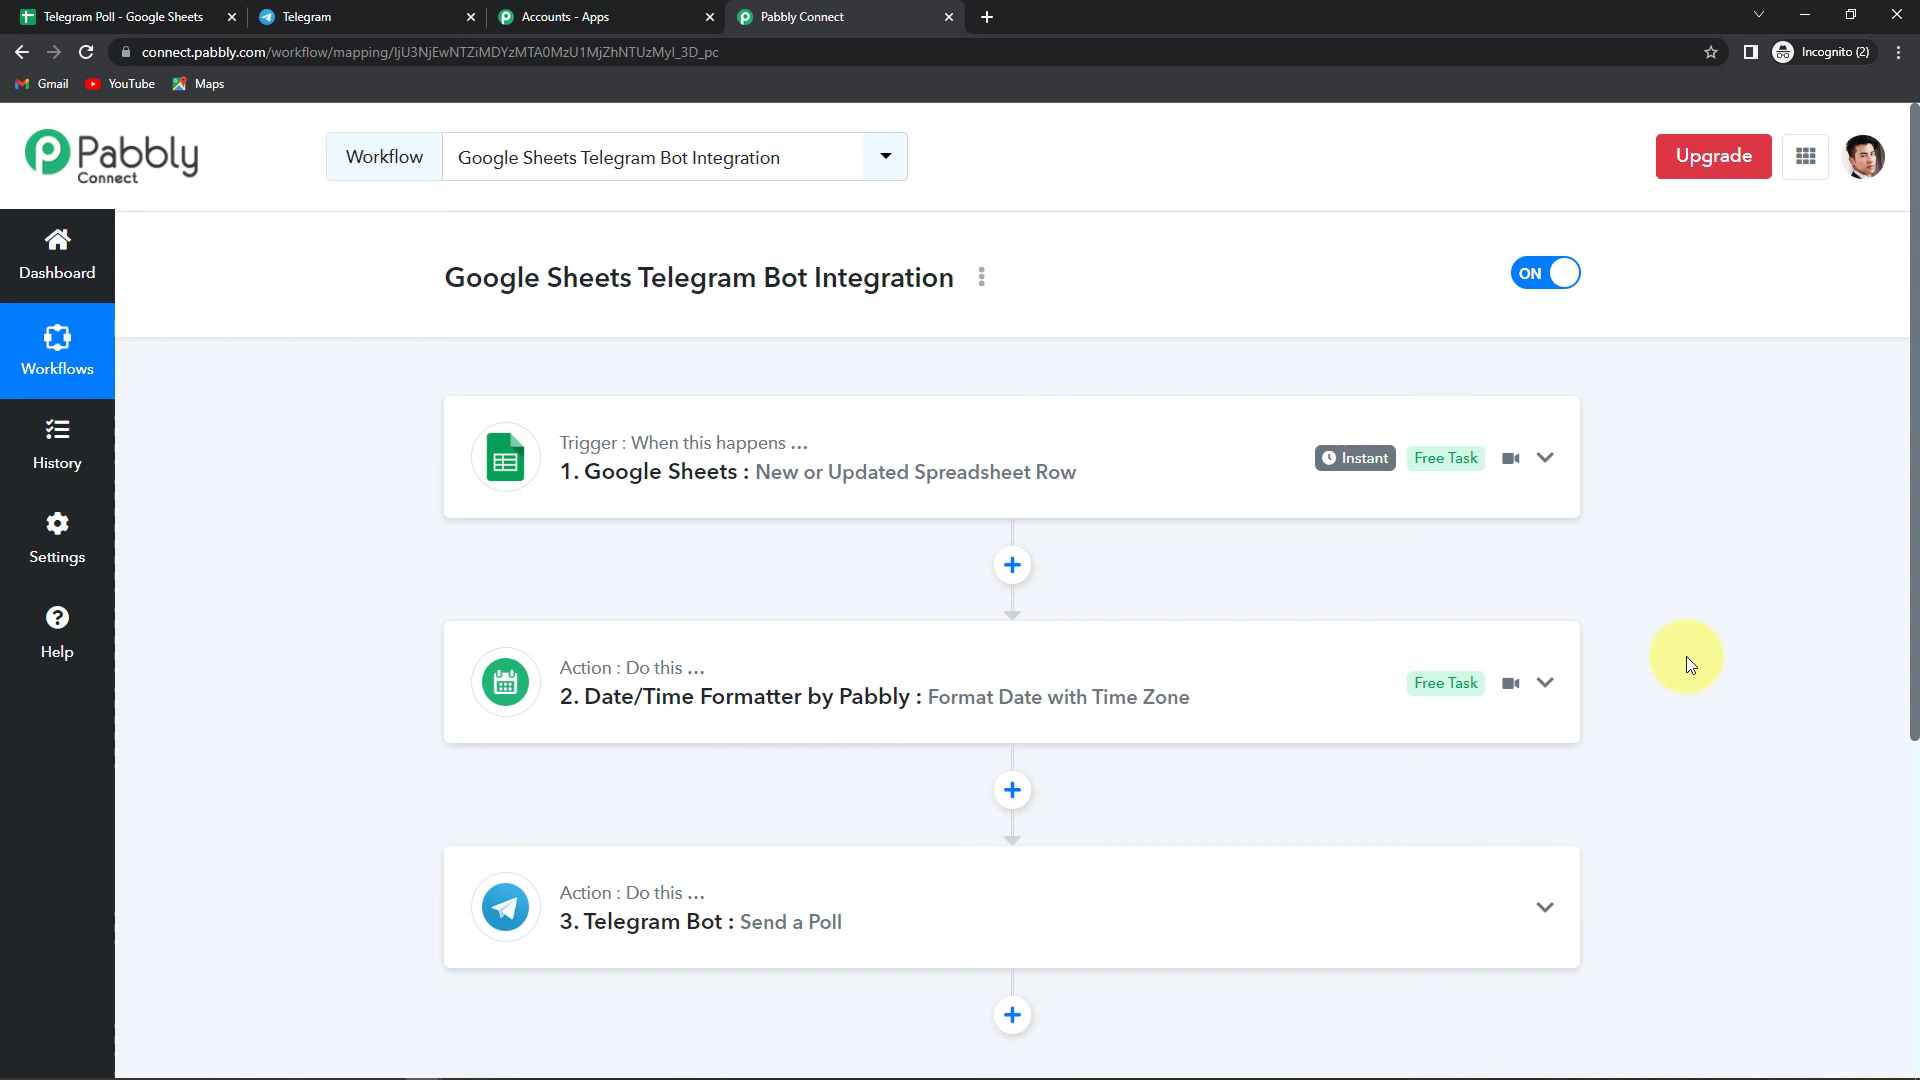 Telegram Poll - Google Sheets
Telegram
Accounts - Apps
Pabbly Connect
connect.pabbly.com/workflow/mapping/IjU3NjEwNTZiMDYzMTA0MzU1MjZhNTUzMyI_3D_pc
Incognito (2)
Gmail
YouTube
Maps
Pabbly
Connect
Workflow
Google Sheets Telegram Bot Integration
Upgrade
Dashboard
Workflows
History
Settings
Help
Google Sheets Telegram Bot Integration
ON
Trigger : When this happens ...
1. Google Sheets : New or Updated Spreadsheet Row
Instant
Free Task
Action : Do this ...
2. Date/Time Formatter by Pabbly : Format Date with Time Zone
Free Task
Action : Do this ...
3. Telegram Bot : Send a Poll